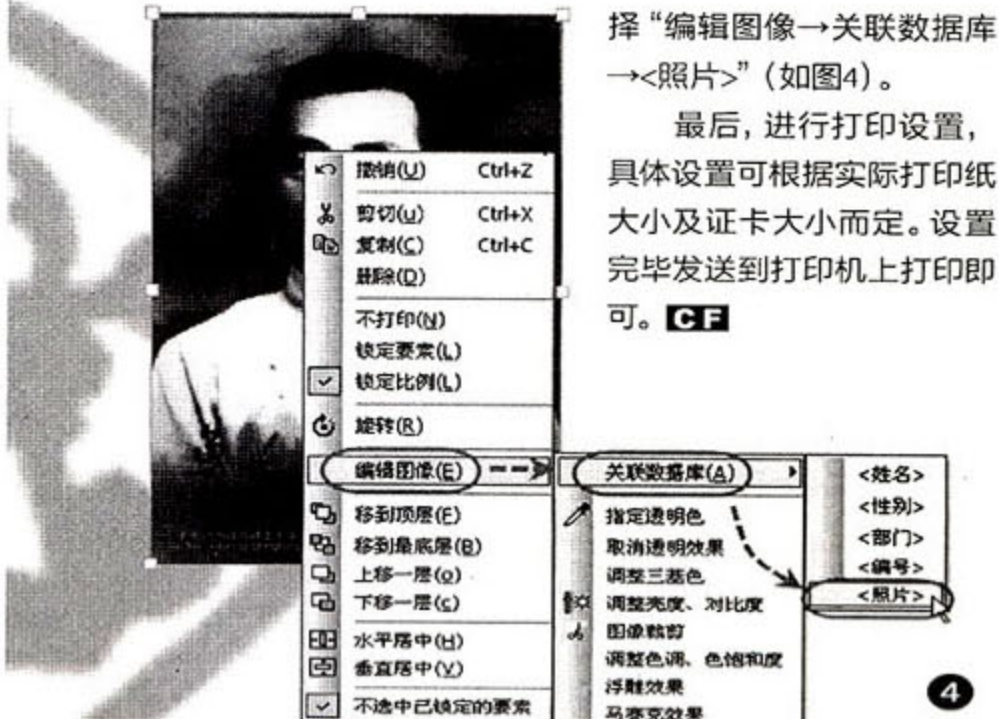 择“编辑图像→关联数据库
→<照片>”（如图4）。
最后，进行打印设置，
具体设置可根据实际打印纸
大小及证卡大小而定。设置
完毕发送到打印机上打印即
可。CF
撤销(U) Ctrl+Z
剪切(u) Ctrl+X
复制(C) Ctrl+C
删除(D)
不打印(N)
锁定要素(L)
锁定比例(L)
旋转(R)
编辑图像(E)
移到顶层(F)
移到最底层(B)
上移一层(o)
下移一层(c)
水平居中(H)
垂直居中(V)
不选中已锁定的要素
关联数据库(A)
指定透明色
取消透明效果
调整三基色
调整亮度、对比度
图像裁剪
调整色调、色饱和度
浮雕效果
马赛克效果
<姓名>
<性别>
<部门>
<编号>
<照片>
4